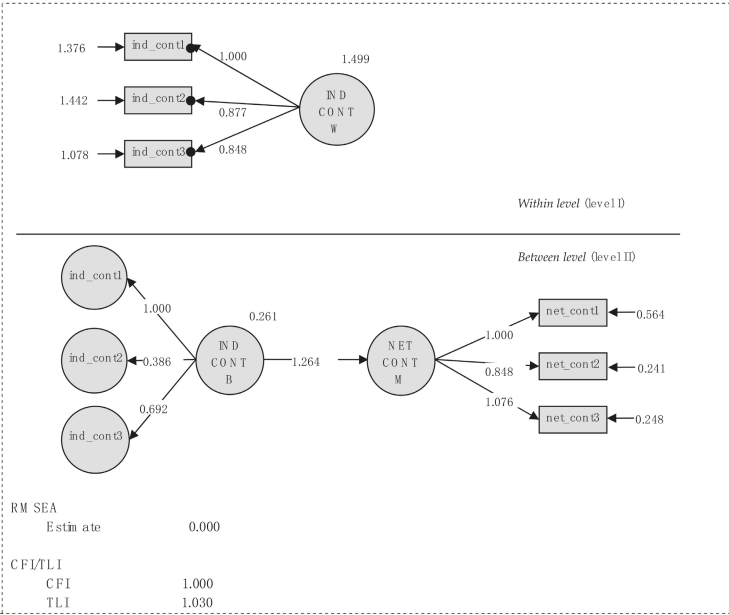 1.376
ind_cont1
1.000
1.499
1.442
ind_cont2
0.877
IND
CONT
W
1.078
ind_cont3
0.848
Within level (level I)
Between level (level II)
ind_cont1
1.000
0.261
ind_cont2
0.386
IND
CONT
B
1.264
NET
CONT
M
1.000
net_cont1
0.564
0.848
net_cont2
0.241
1.076
net_cont3
0.248
0.692
ind_cont3
RMSEA
Estimate 0.000
CFI/TLI
CFI 1.000
TLI 1.030